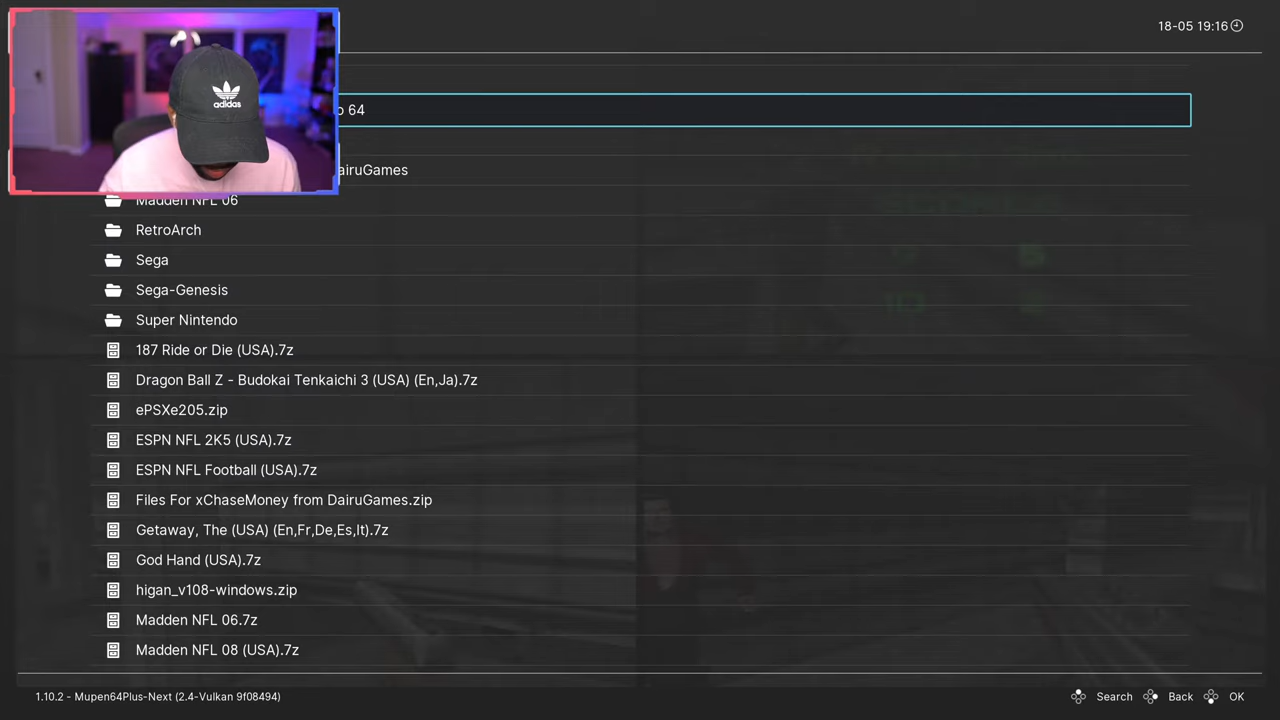 18-05 19:16
adidas
o 64
airuGames
Madden NFL 06
RetroArch
Sega
Sega-Genesis
Super Nintendo
187 Ride or Die (USA).7z
Dragon Ball Z - Budokai Tenkaichi 3 (USA) (En,Ja).7z
ePSXe205.zip
ESPN NFL 2K5 (USA).7z
ESPN NFL Football (USA).7z
Files For xChaseMoney from DairuGames.zip
Getaway, The (USA) (En,Fr,De,Es,It).7z
God Hand (USA).7z
higan_v108-windows.zip
Madden NFL 06.7z
Madden NFL 08 (USA).7z
1.10.2 - Mupen64Plus-Next (2.4-Vulkan 9f08494)
Search Back OK